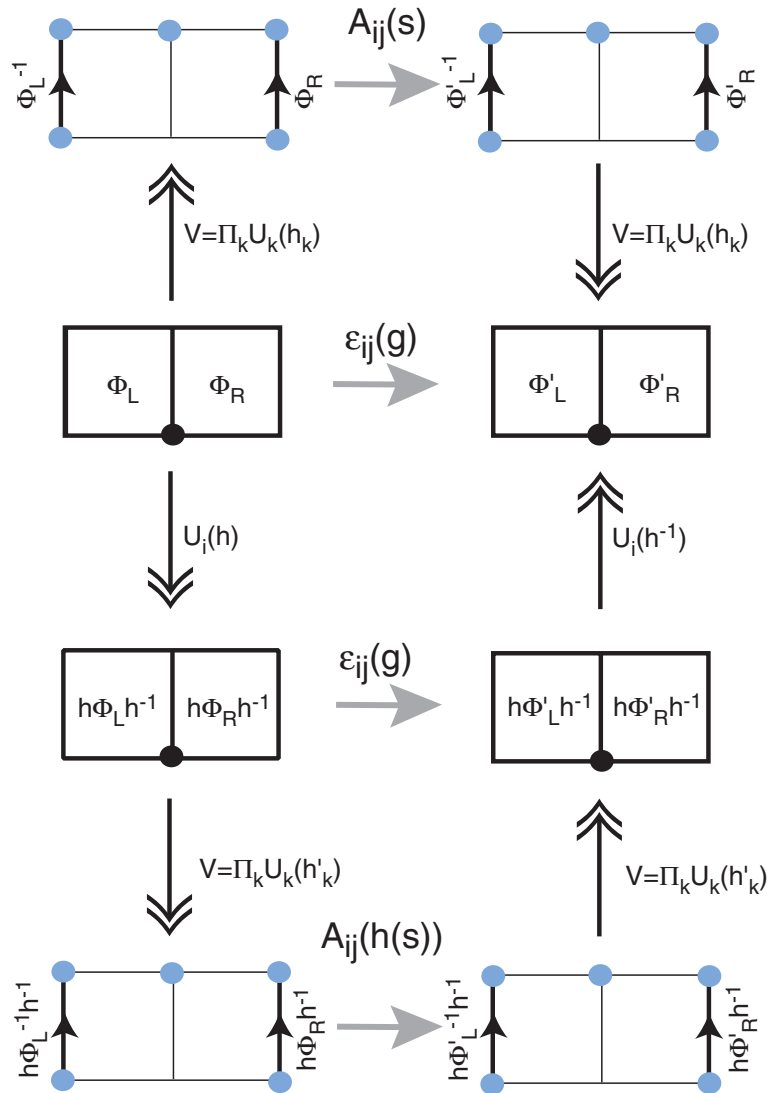 A_ij(s)
Φ_L^-1
Φ_R
Φ'_L^-1
Φ'_R
V=Π_kU_k(h_k)
V=Π_kU_k(h_k)
ε_ij(g)
Φ_L
Φ_R
Φ'_L
Φ'_R
U_i(h)
U_i(h^-1)
ε_ij(g)
hΦ_Lh^-1
hΦ_Rh^-1
hΦ'_Lh^-1
hΦ'_Rh^-1
V=Π_kU_k(h'_k)
V=Π_kU_k(h'_k)
A_ij(h(s))
hΦ_L^-1h^-1
hΦ_Rh^-1
hΦ'_L^-1h^-1
hΦ'_Rh^-1